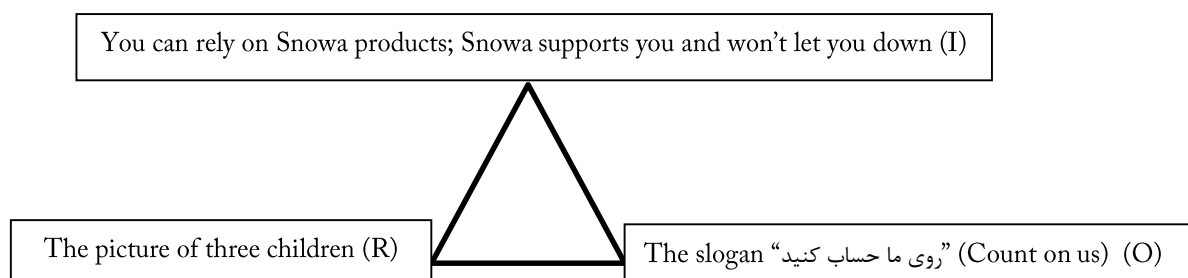 You can rely on Snowa products; Snowa supports you and won’t let you down (I)
The picture of three children (R)
The slogan “روی ما حساب کنید” (Count on us) (O)